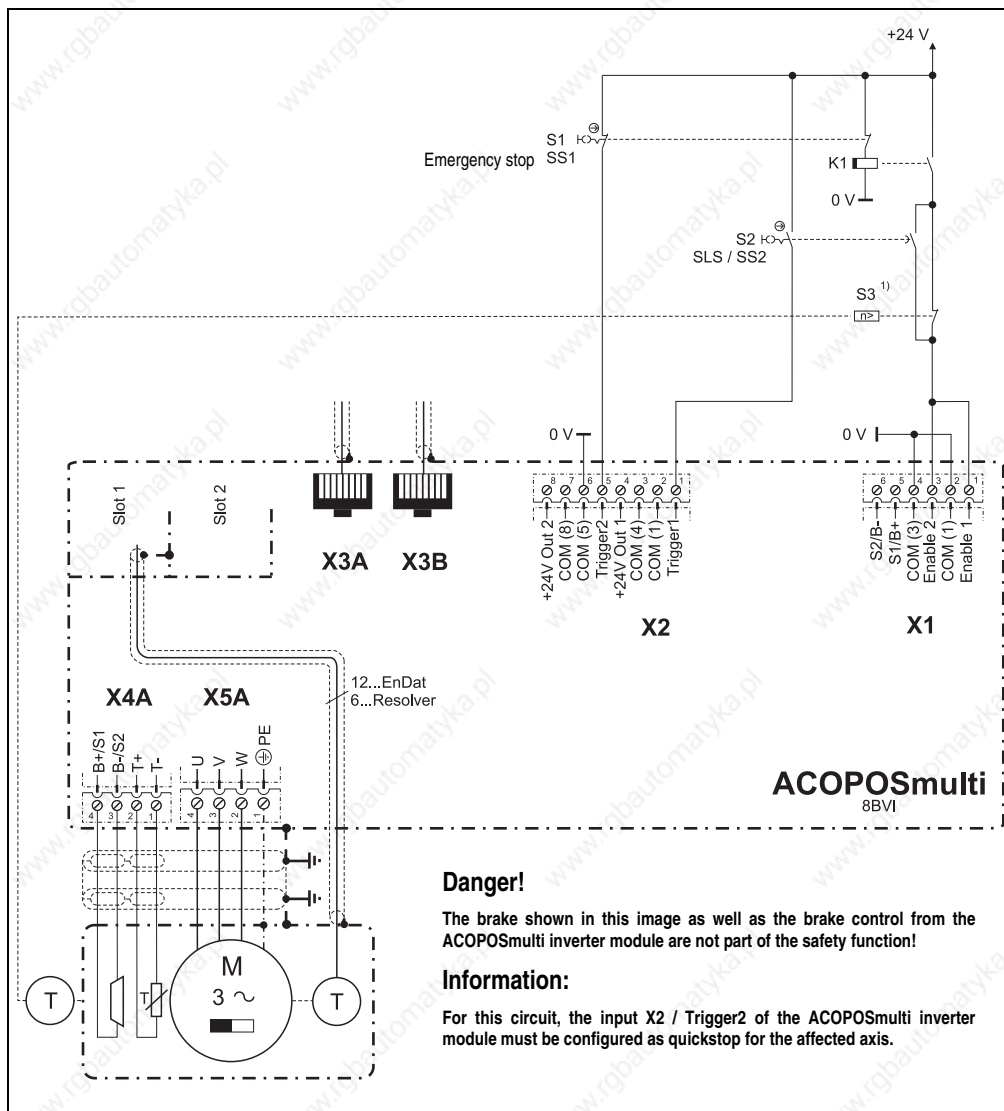 +24 V
S1
SS1
Emergency stop
K1
0 V
S2
SLS / SS2
S3 1)
n>
0 V
0 V
Slot 1
Slot 2
X3A
X3B
8 7 6 5 4 3 2 1
+24V Out 2
COM (8)
COM (5)
Trigger2
+24V Out 1
COM (4)
COM (1)
Trigger1
X2
6 5 4 3 2 1
S2/B-
S1/B+
COM (3)
Enable 2
COM (1)
Enable 1
X1
12...EnDat
6...Resolver
X4A
X5A
B+/S1
B-/S2
T+
T-
U
V
W
PE
4 3 2 1
4 3 2 1
ACOPOSmulti
8BVI
T
T
M
3 ~
T
Danger!
The brake shown in this image as well as the brake control from the
ACOPOSmulti inverter module are not part of the safety function!
Information:
For this circuit, the input X2 / Trigger2 of the ACOPOSmulti inverter
module must be configured as quickstop for the affected axis.
www.rgbautomatyka.pl